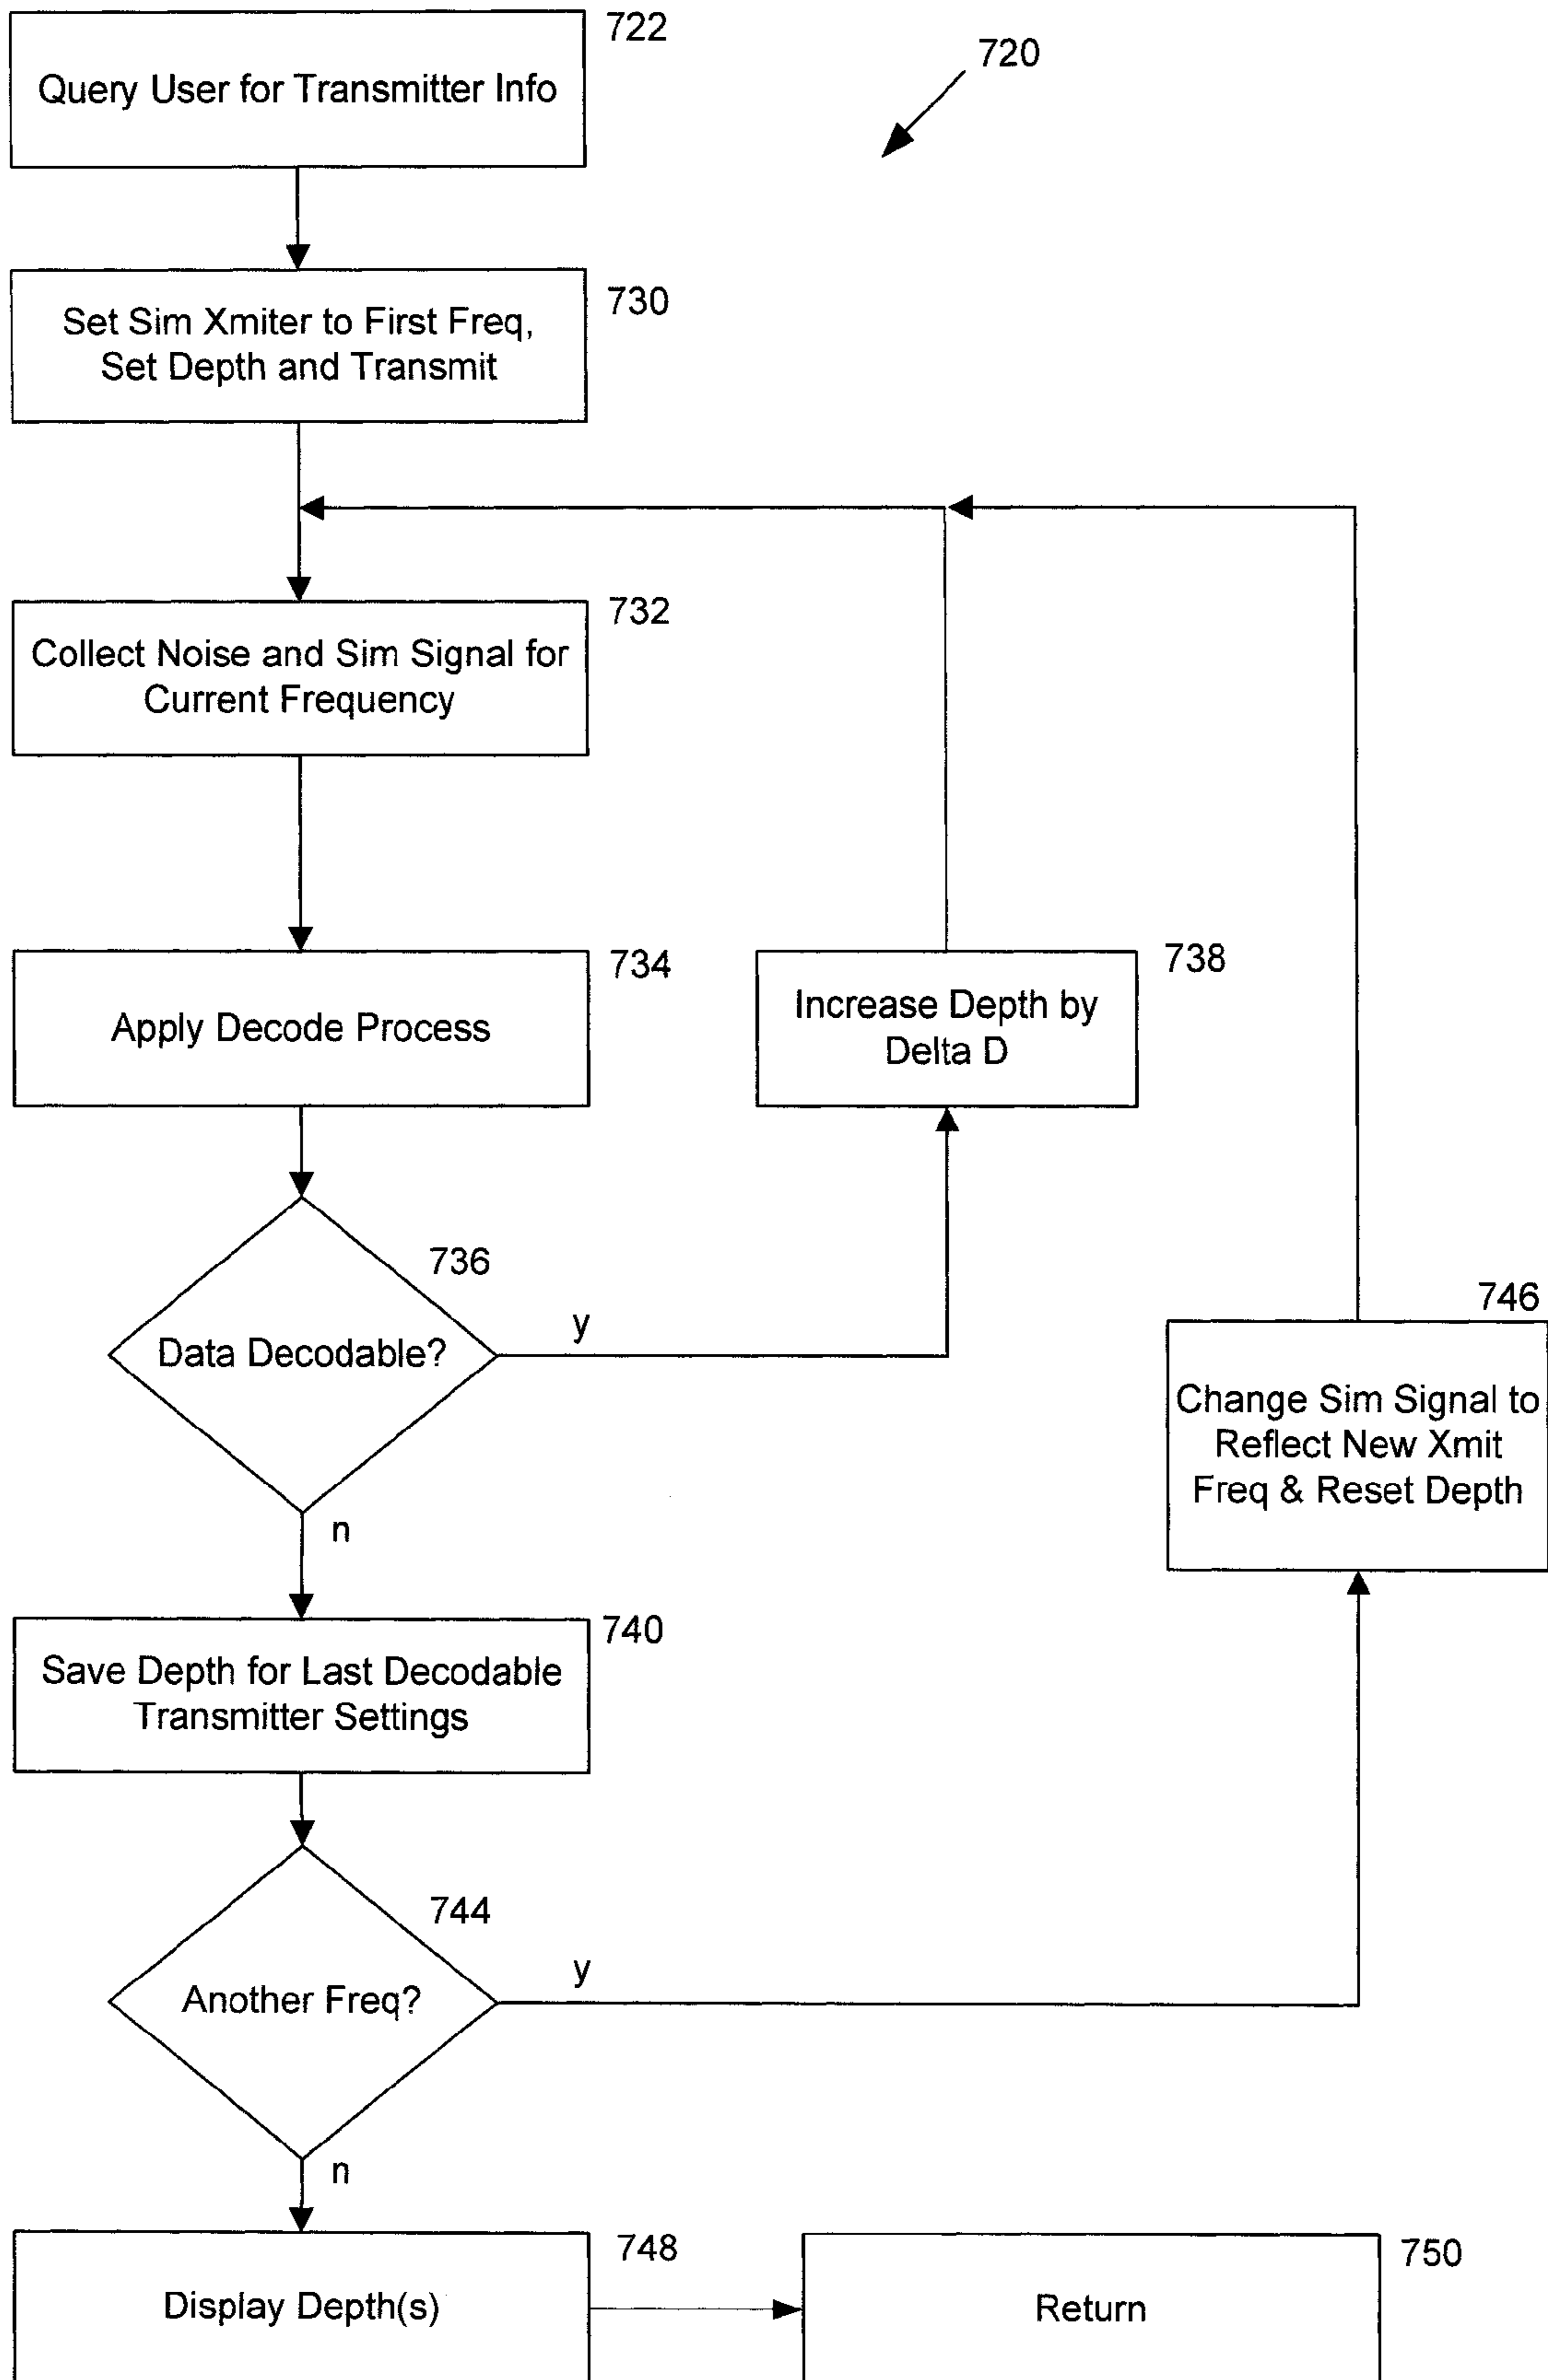 722
720
Query User for Transmitter Info
730
Set Sim Xmiter to First Freq,
Set Depth and Transmit
732
Collect Noise and Sim Signal for
Current Frequency
734
Apply Decode Process
738
Increase Depth by
Delta D
736
Data Decodable?
y
n
746
Change Sim Signal to
Reflect New Xmit
Freq & Reset Depth
740
Save Depth for Last Decodable
Transmitter Settings
744
Another Freq?
y
n
748
Display Depth(s)
750
Return